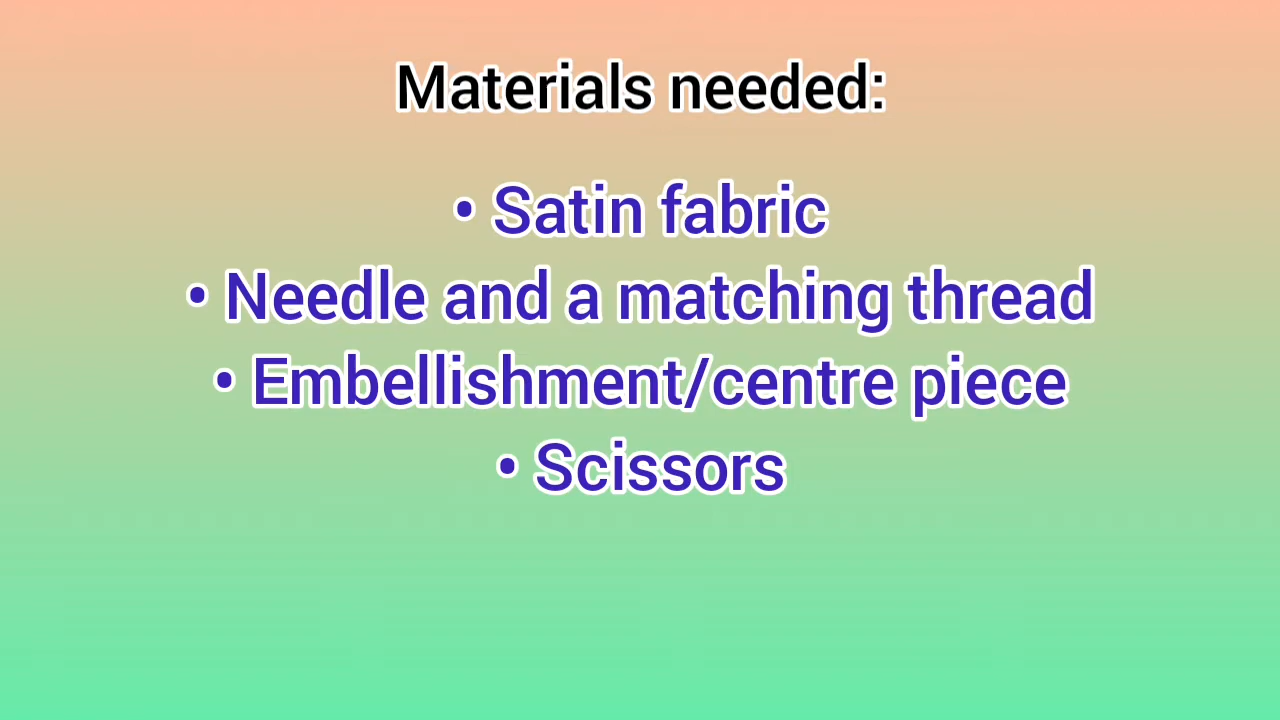 Materials needed:
• Satin fabric
• Needle and a matching thread
• Embellishment/centre piece
• Scissors